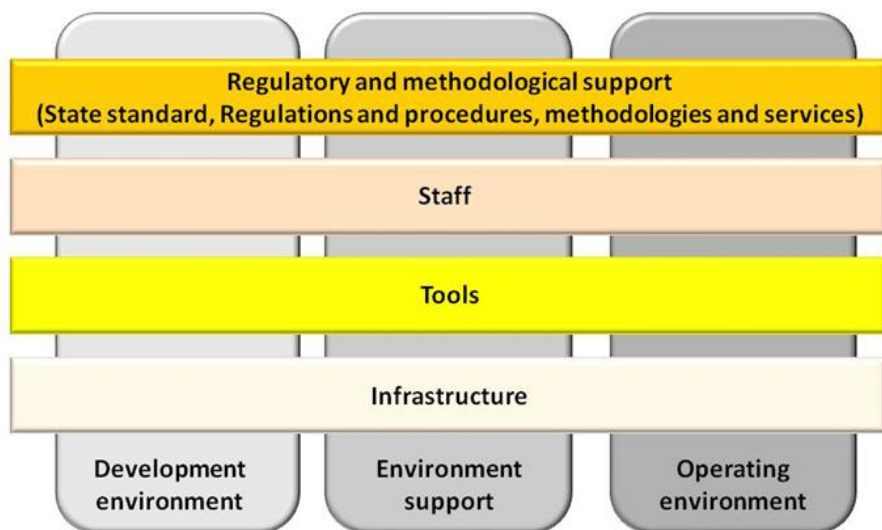 Regulatory and methodological support
(State standard, Regulations and procedures, methodologies and services)
Staff
Tools
Infrastructure
Development
environment
Environment
support
Operating
environment